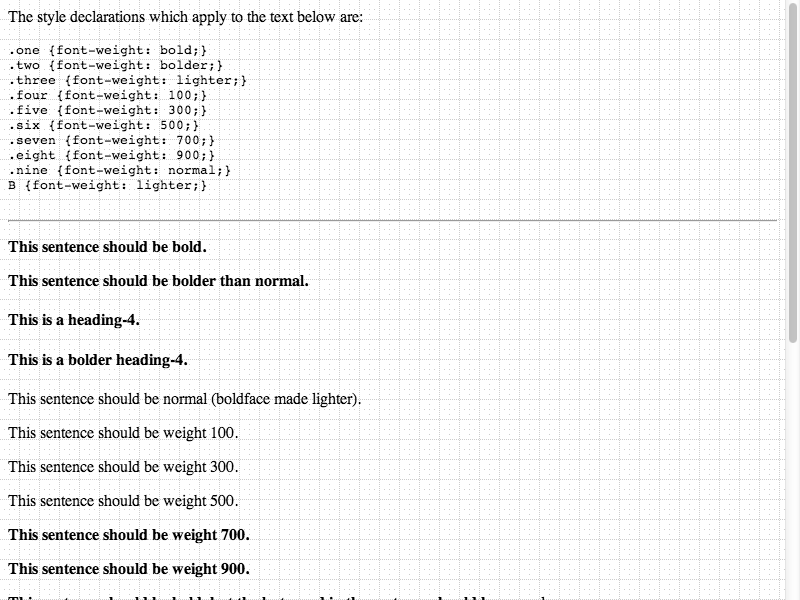 The style declarations which apply to the text below are:
.one {font-weight: bold;}
.two {font-weight: bolder;}
.three {font-weight: lighter;}
.four {font-weight: 100;}
.five {font-weight: 300;}
.six {font-weight: 500;}
.seven {font-weight: 700;}
.eight {font-weight: 900;}
.nine {font-weight: normal;}
B {font-weight: lighter;}
This sentence should be bold.
This sentence should be bolder than normal.
This is a heading-4.
This is a bolder heading-4.
This sentence should be normal (boldface made lighter).
This sentence should be weight 100.
This sentence should be weight 300.
This sentence should be weight 500.
This sentence should be weight 700.
This sentence should be weight 900.